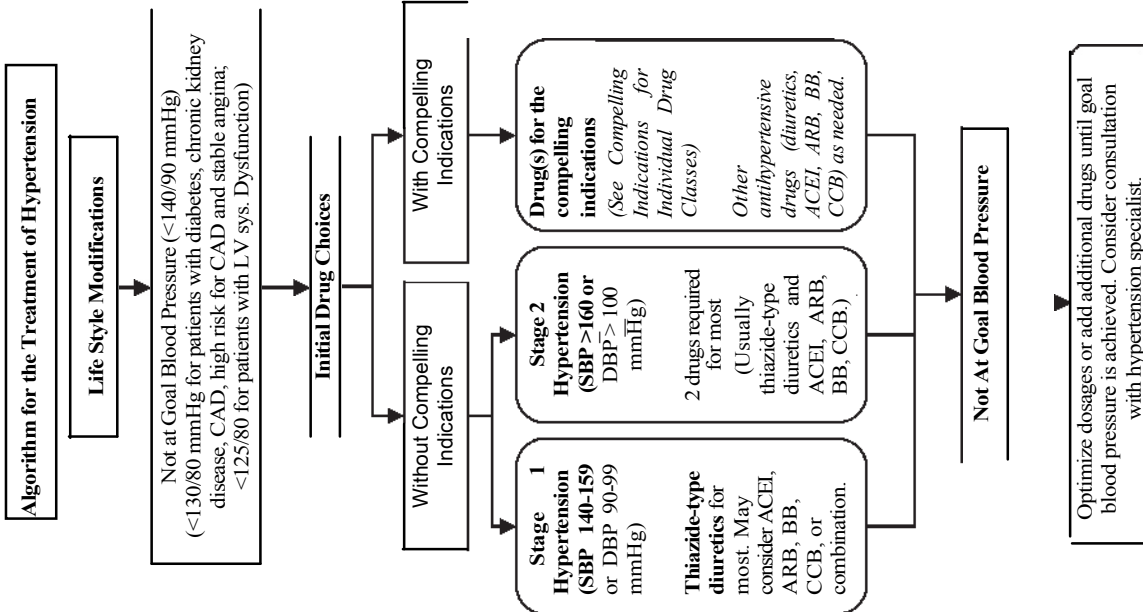 Algorithm for the Treatment of Hypertension
Life Style Modifications
Not at Goal Blood Pressure (<140/90 mmHg)
(<130/80 mmHg for patients with diabetes, chronic kidney
disease, CAD, high risk for CAD and stable angina;
<125/80 for patients with LV sys. Dysfunction)
Initial Drug Choices
Without Compelling
Indications
With Compelling
Indications
Stage 1
Hypertension
(SBP 140-159
or DBP 90-99
mmHg)
Thiazide-type
diuretics for
most. May
consider ACEI,
ARB, BB,
CCB, or
combination.
Stage 2
Hypertension
(SBP >160 or
DBP > 100
mmHg)
2 drugs required
for most
(Usually
thiazide-type
diuretics and
ACEI, ARB,
BB, CCB.)
Drug(s) for the
compelling
indications
(See Compelling
Indications for
Individual Drug
Classes)
Other
antihypertensive
drugs (diuretics,
ACEI, ARB, BB,
CCB) as needed.
Not At Goal Blood Pressure
Optimize dosages or add additional drugs until goal
blood pressure is achieved. Consider consultation
with hypertension specialist.